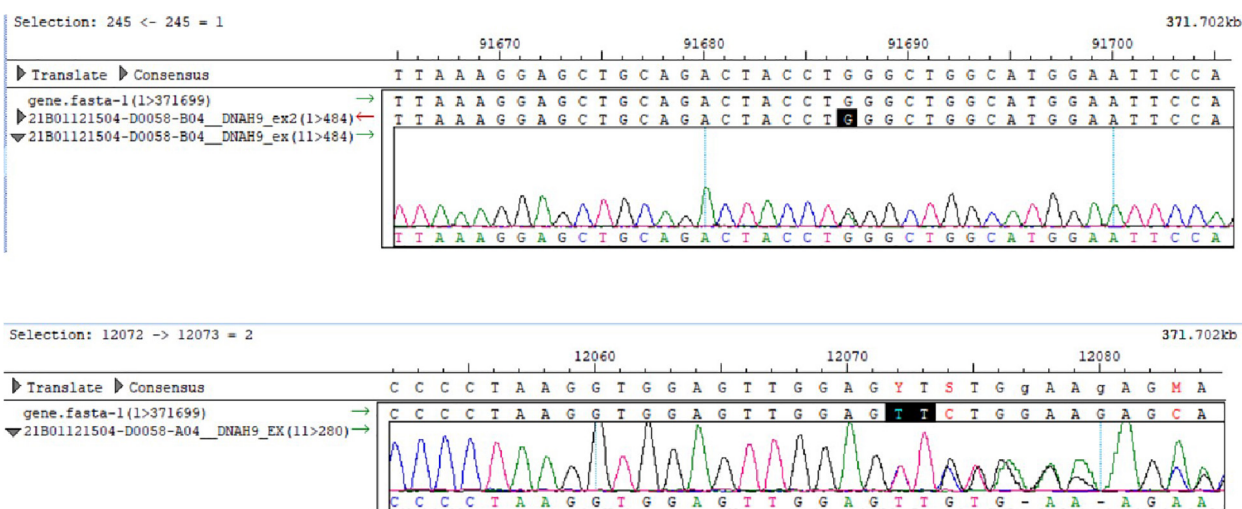 Selection: 245 <- 245 = 1 371.702kb
91670 91680 91690 91700
Translate Consensus T T A A A G G A G C T G C A G A C T A C C T G G G C T G G C A T G G A A T T C C A
gene.fasta-1(1>371699) T T A A A G G A G C T G C A G A C T A C C T G G G C T G G C A T G G A A T T C C A
21B01121504-D0058-B04__DNAH9_ex2(1>484) T T A A A G G A G C T G C A G A C T A C C T G G G C T G G C A T G G A A T T C C A
21B01121504-D0058-B04__DNAH9_ex(11>484)
T T A A A G G A G C T G C A G A C T A C C T G G G C T G G C A T G G A A T T C C A
Selection: 12072 -> 12073 = 2 371.702kb
12060 12070 12080
Translate Consensus C C C C T A A G G T G G A G T T G G A G Y T S T G g A A g A G M A
gene.fasta-1(1>371699) C C C C T A A G G T G G A G T T G G A G T T C T G G A A G A G C A
21B01121504-D0058-A04__DNAH9_EX(11>280)
C C C C T A A G G T G G A G T T G G A G T T G T G - A A - A G A A